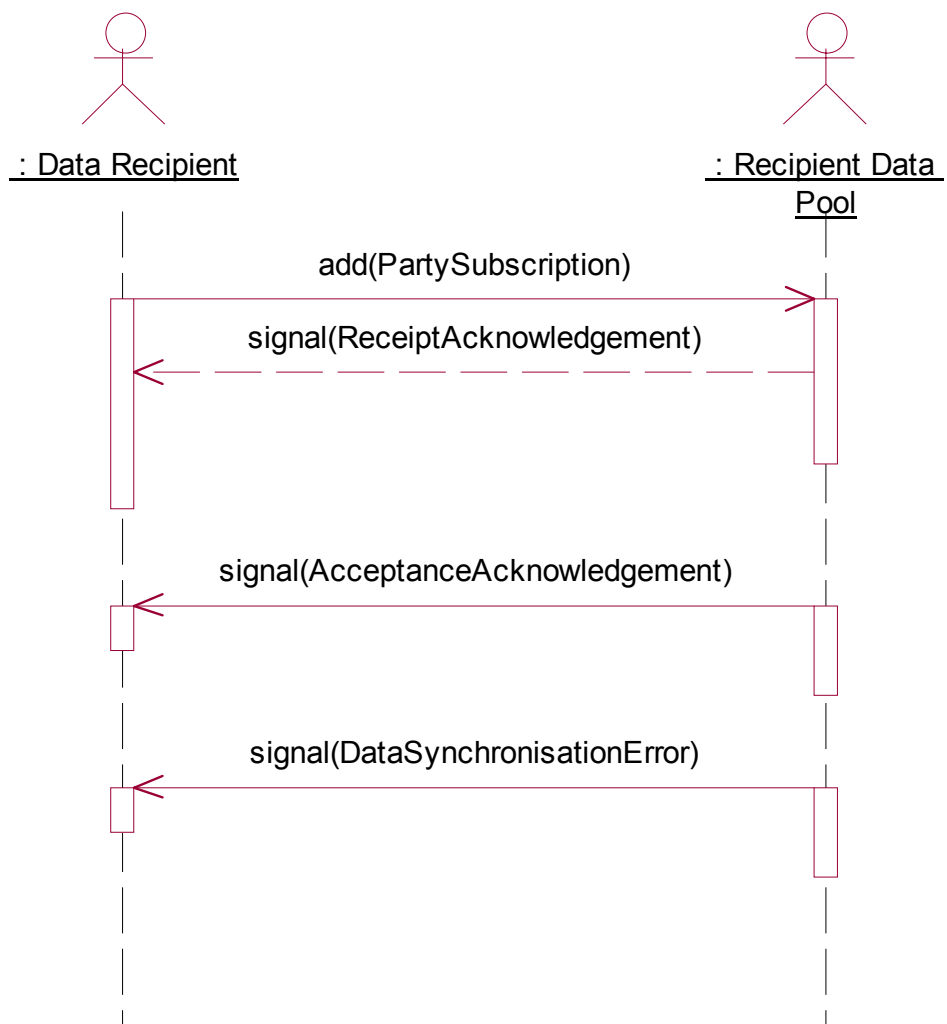 : Data Recipient
: Recipient Data
Pool
add(PartySubscription)
signal(ReceiptAcknowledgement)
signal(AcceptanceAcknowledgement)
signal(DataSynchronisationError)